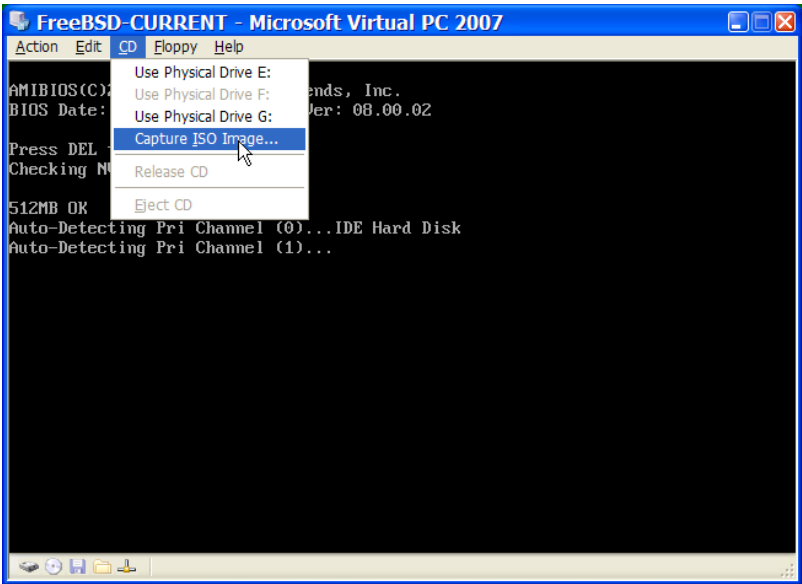 FreeBSD-CURRENT - Microsoft Virtual PC 2007
Action Edit CD Floppy Help
Use Physical Drive E:
Use Physical Drive F:
Use Physical Drive G:
Capture ISO Image...
Release CD
Eject CD
AMIBIOS(C) ends, Inc.
BIOS Date: Ver: 08.00.02
Press DEL
Checking
512MB OK
Auto-Detecting Pri Channel (0)...IDE Hard Disk
Auto-Detecting Pri Channel (1)...